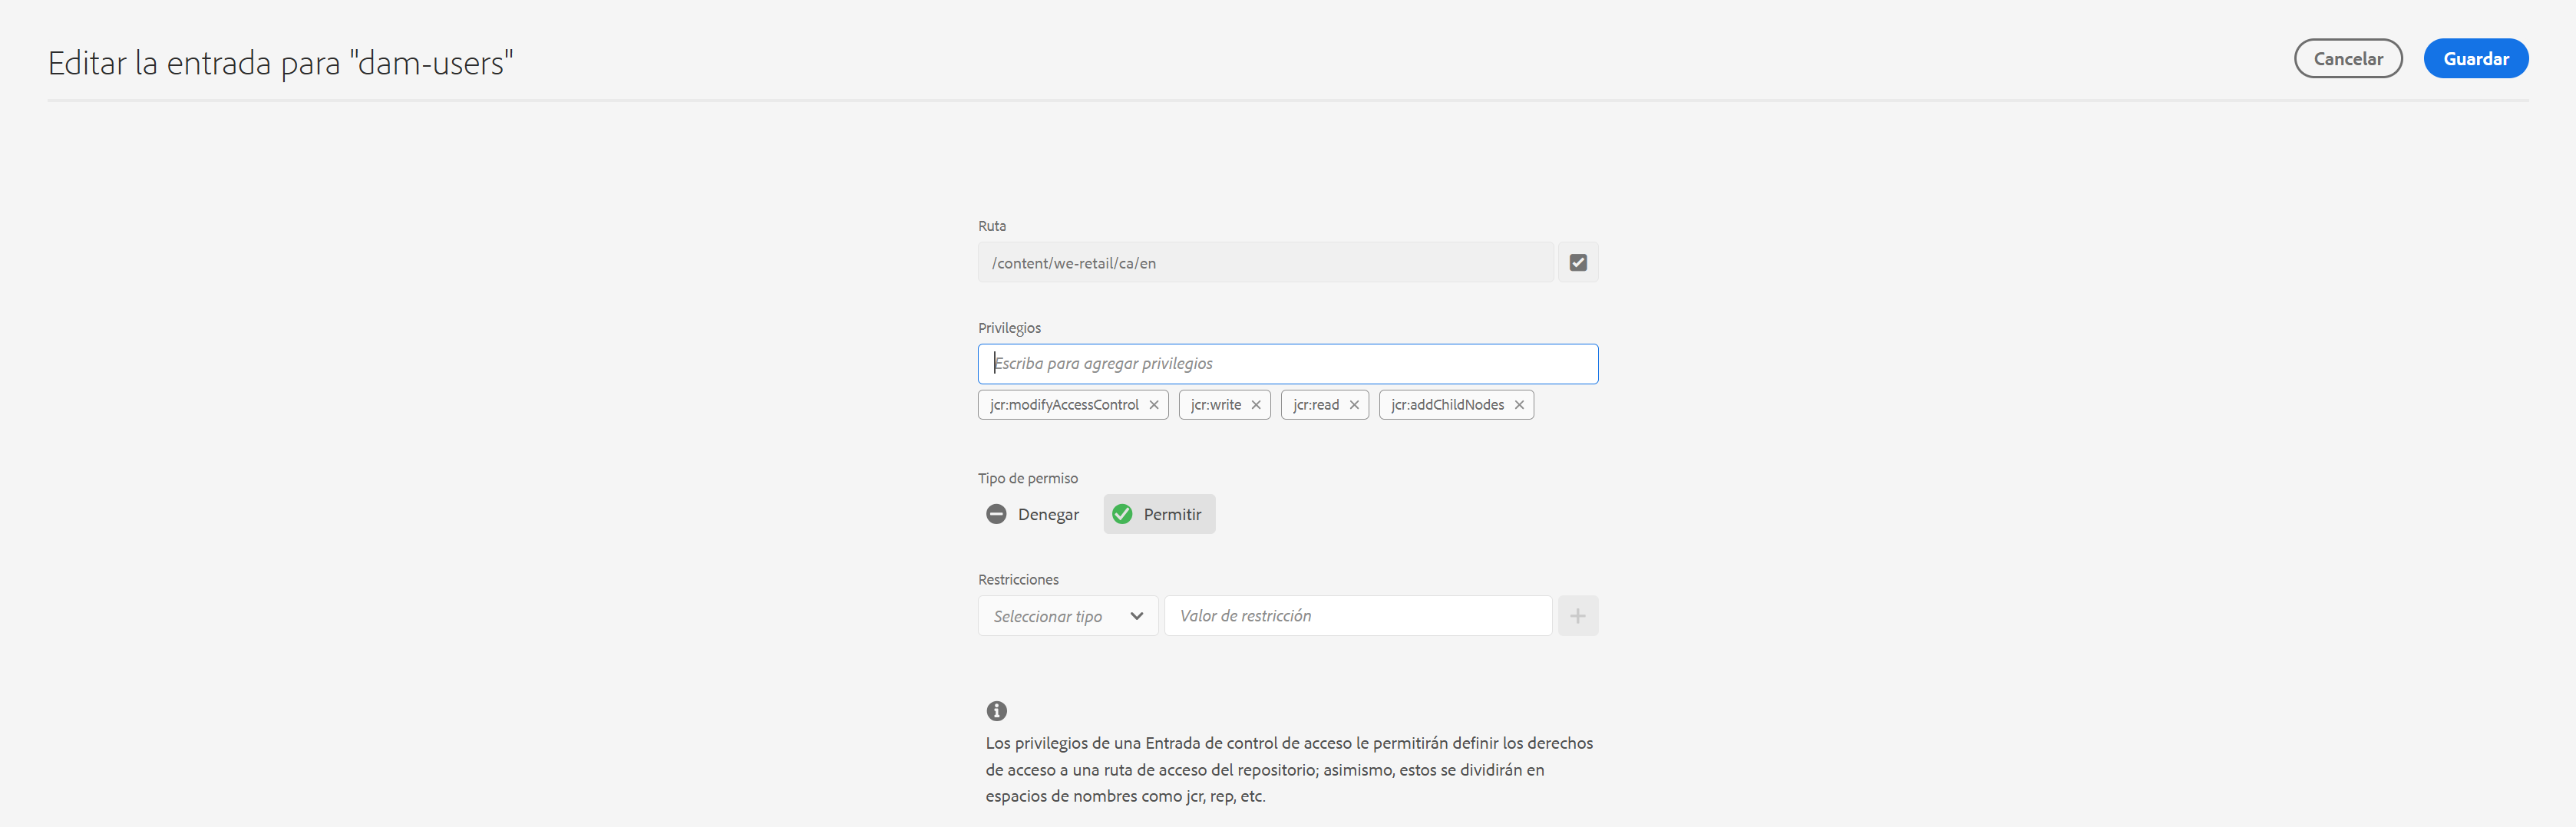 Editar la entrada para "dam-users"
Cancelar
Guardar
Ruta
/content/we-retail/ca/en
Privilegios
Escriba para agregar privilegios
jcr:modifyAccessControl
jcr:write
jcr:read
jcr:addChildNodes
Tipo de permiso
Denegar
Permitir
Restricciones
Seleccionar tipo
Valor de restricción
Los privilegios de una Entrada de control de acceso le permitirán definir los derechos
de acceso a una ruta de acceso del repositorio; asimismo, estos se dividirán en
espacios de nombres como jcr, rep, etc.